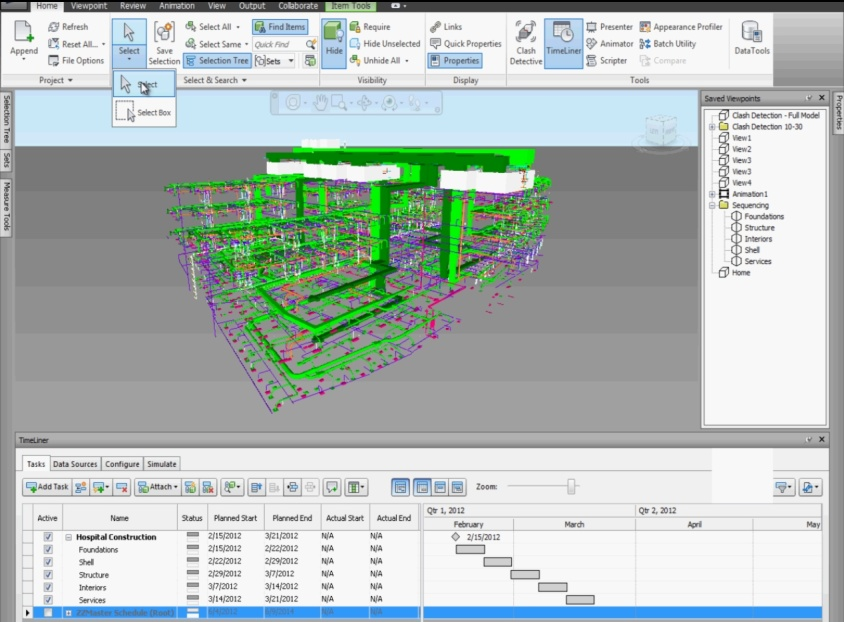 Home Viewpoint Review Animation View Output Collaborate Item Tools
Append
Refresh
Reset All...
File Options
Project
Select
Save Selection
Select All
Select Same
Selection Tree
Find Items
Quick Find
Sets
Select & Search
Hide
Require
Hide Unselected
Unhide All
Visibility
Links
Quick Properties
Properties
Display
Clash Detective
TimeLiner
Presenter
Animator
Scripter
Appearance Profiler
Batch Utility
Compare
Tools
DataTools
Select
Select Box
Selection Tree
Sets
Measure Tools
Saved Viewpoints
Clash Detection - Full Model
Clash Detection 10-30
View1
View2
View3
View3
View4
Animation1
Sequencing
Foundations
Structure
Interiors
Shell
Services
Home
Properties
TimeLiner
Tasks Data Sources Configure Simulate
Add Task Attach Zoom:
Active Name Status Planned Start Planned End Actual Start Actual End
Qtr 1, 2012 Qtr 2, 2012
February March April May
Hospital Construction 2/15/2012 3/21/2012 N/A N/A 2/15/2012
Foundations 2/15/2012 2/22/2012 N/A N/A
Shell 2/22/2012 2/29/2012 N/A N/A
Structure 2/29/2012 3/7/2012 N/A N/A
Interiors 3/7/2012 3/14/2012 N/A N/A
Services 3/14/2012 3/21/2012 N/A N/A
ZZMaster Schedule (Root) N/A N/A